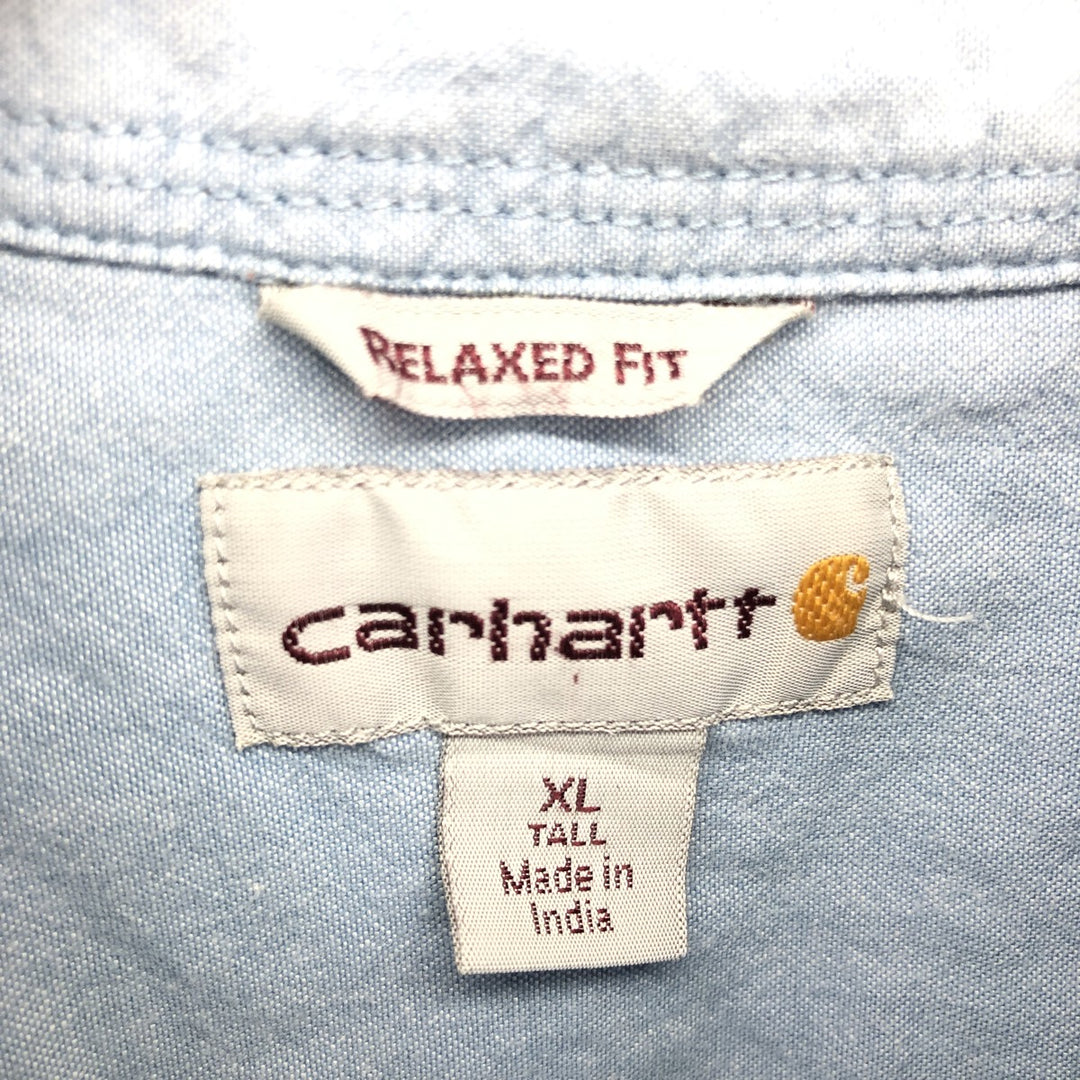 RELAXED FIT
carhartt
XL
TALL
Made in
India